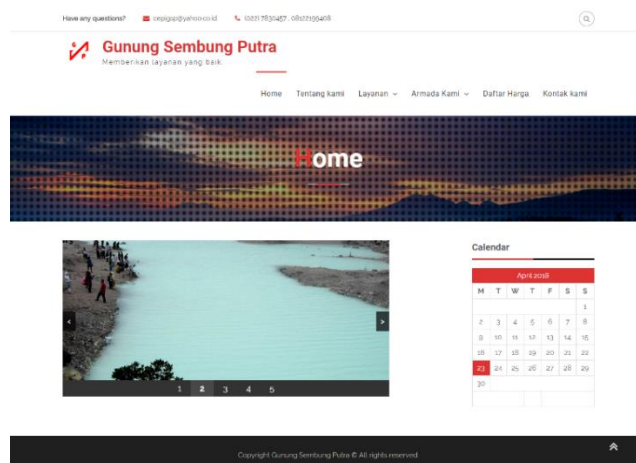 Have any questions? cepigsp@yahoo.co.id (022) 7830457 , 08122199408
Gunung Sembung Putra
Memberikan layanan yang baik.
Home Tentang kami Layanan Armada Kami Daftar Harga Kontak kami
Home
Calendar
April 2018
M T W T F S S
1
2 3 4 5 6 7 8
9 10 11 12 13 14 15
16 17 18 19 20 21 22
23 24 25 26 27 28 29
30
< >
1 2 3 4 5
Copyright Gunung Sembung Putra © All rights reserved